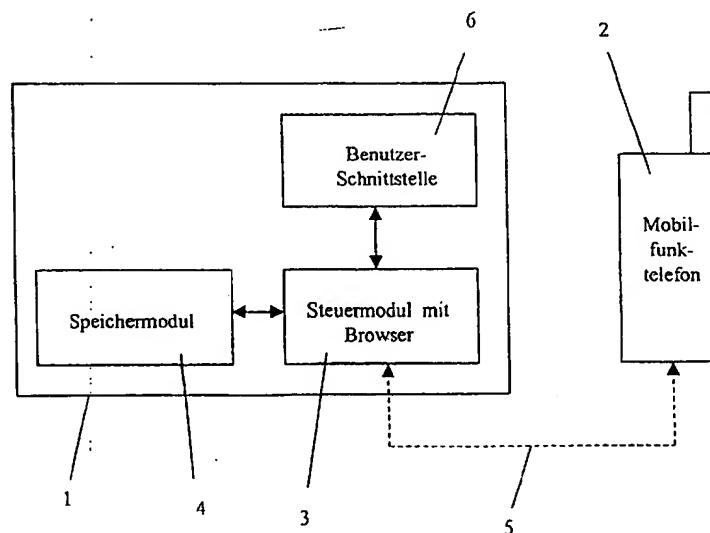 6
2
Benutzer-
Schnittstelle
Mobil-
funk-
telefon
Speichermodul
Steuermodul mit
Browser
1
4
3
5